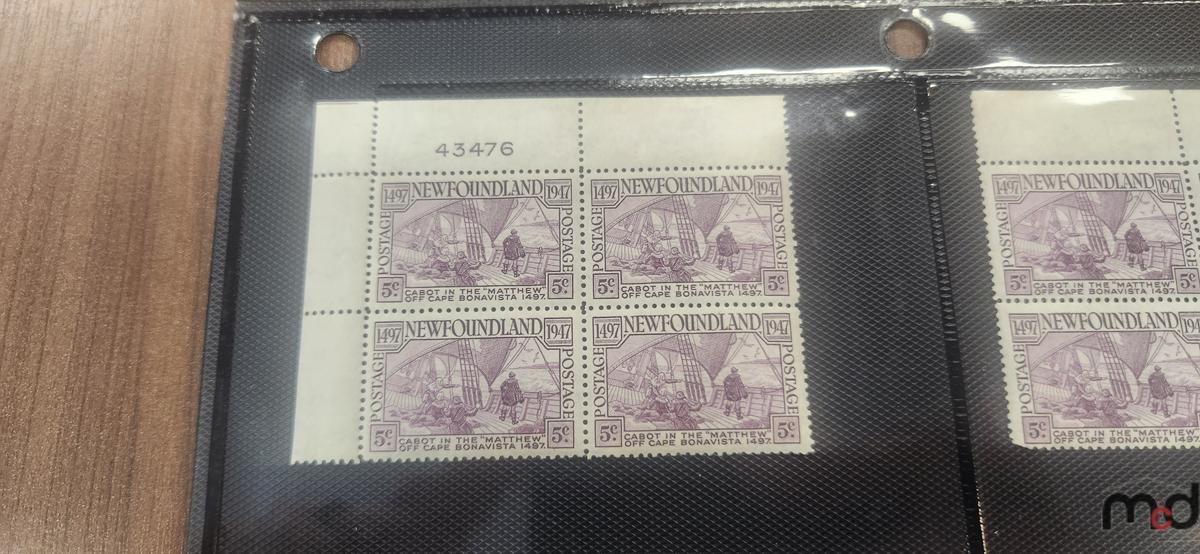 43476
1497 NEWFOUNDLAND 1947
POSTAGE
POSTAGE
5¢ CABOT IN THE "MATTHEW" 5¢
OFF CAPE BONAVISTA 1497.
1497 NEWFOUNDLAND 1947
POSTAGE
POSTAGE
5¢ CABOT IN THE "MATTHEW" 5¢
OFF CAPE BONAVISTA 1497.
1497 NEWFOUNDLAND 1947
POSTAGE
POSTAGE
5¢ CABOT IN THE "MATTHEW" 5¢
OFF CAPE BONAVISTA 1497.
1497 NEWFOUNDLAND 1947
POSTAGE
POSTAGE
5¢ CABOT IN THE "MATTHEW" 5¢
OFF CAPE BONAVISTA 1497.
1497 NEWFOUNDLAND 1947
POSTAGE
5¢ CABOT IN THE "MATTHEW" 5
OFF CAPE BONAVISTA 1497.
1497 NEWFOUNDLAND
POSTAGE
5¢ CABOT IN THE "MATTHEW"
OFF CAPE BONAVISTA 149
mcd